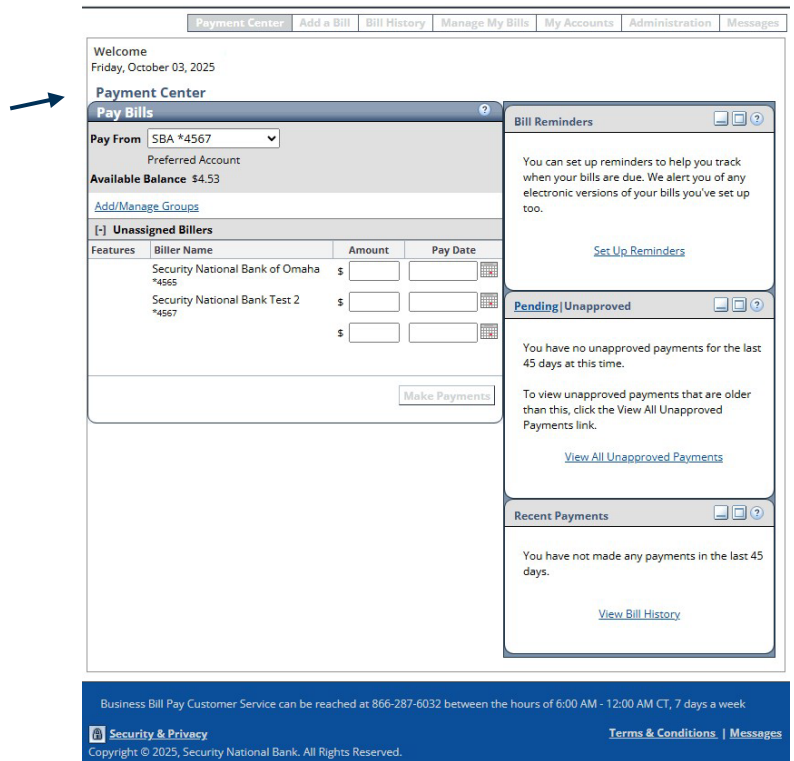 Payment Center Add a Bill Bill History Manage My Bills My Accounts Administration Messages
Welcome
Friday, October 03, 2025
Payment Center
Pay Bills ?
Pay From SBA *4567
Preferred Account
Available Balance $4.53
Add/Manage Groups
[-] Unassigned Billers
Features Biller Name Amount Pay Date
Security National Bank of Omaha $
*4565
Security National Bank Test 2 $
*4567
$
Make Payments
Bill Reminders ?
You can set up reminders to help you track
when your bills are due. We alert you of any
electronic versions of your bills you've set up
too.
Set Up Reminders
Pending|Unapproved ?
You have no unapproved payments for the last
45 days at this time.
To view unapproved payments that are older
than this, click the View All Unapproved
Payments link.
View All Unapproved Payments
Recent Payments ?
You have not made any payments in the last 45
days.
View Bill History
Business Bill Pay Customer Service can be reached at 866-287-6032 between the hours of 6:00 AM - 12:00 AM CT, 7 days a week
Security & Privacy Terms & Conditions | Messages
Copyright © 2025, Security National Bank. All Rights Reserved.